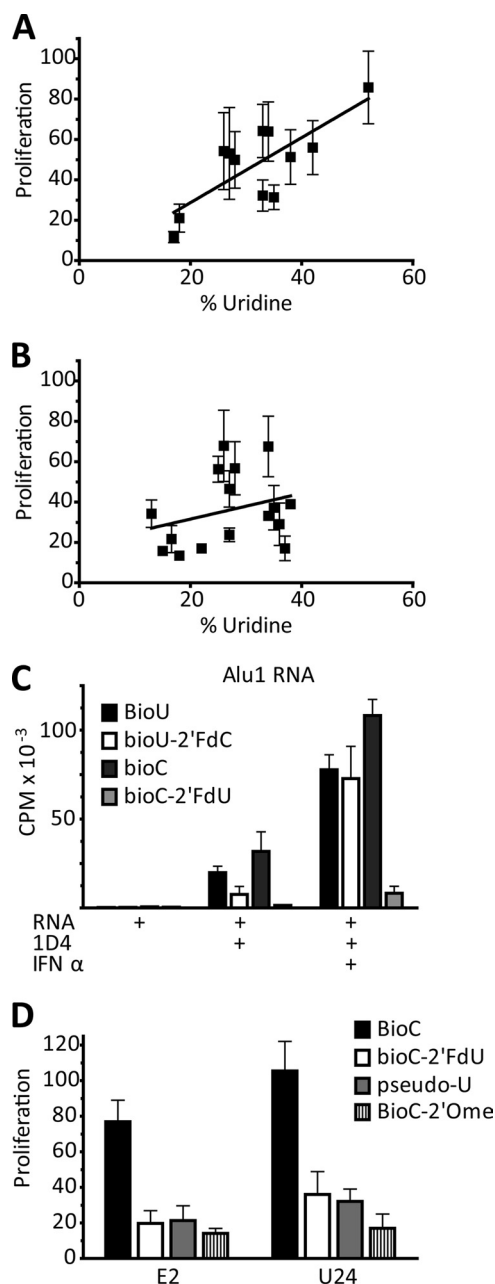 A
Proliferation
100
80
60
40
20
0
0 20 40 60
% Uridine
B
Proliferation
100
80
60
40
20
0
0 20 40 60
% Uridine
C
Alu1 RNA
CPM x 10⁻³
100
75
25
BioU
bioU-2'FdC
bioC
bioC-2'FdU
RNA + + +
1D4 + +
IFN α +
D
Proliferation
120
100
80
60
40
20
0
BioC
bioC-2'FdU
pseudo-U
BioC-2'Ome
E2 U24